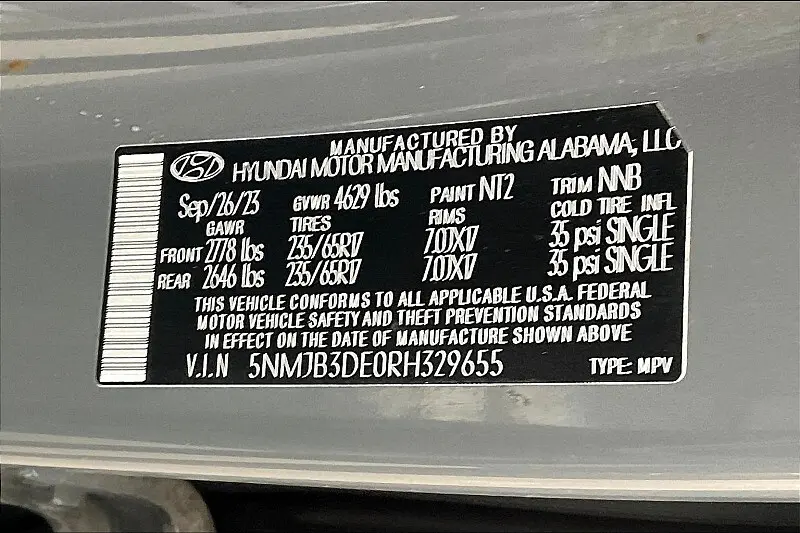 MANUFACTURED BY
HYUNDAI MOTOR MANUFACTURING ALABAMA, LLC
Sep/26/23 GVWR 4629 lbs PAINT NT2 TRIM NNB
GAWR TIRES RIMS COLD TIRE INFL
FRONT 2778 lbs 235/65R17 7.0JX17 35 psi SINGLE
REAR 2646 lbs 235/65R17 7.0JX17 35 psi SINGLE
THIS VEHICLE CONFORMS TO ALL APPLICABLE U.S.A. FEDERAL
MOTOR VEHICLE SAFETY AND THEFT PREVENTION STANDARDS
IN EFFECT ON THE DATE OF MANUFACTURE SHOWN ABOVE
V.I.N 5NMJB3DE0RH329655 TYPE: MPV